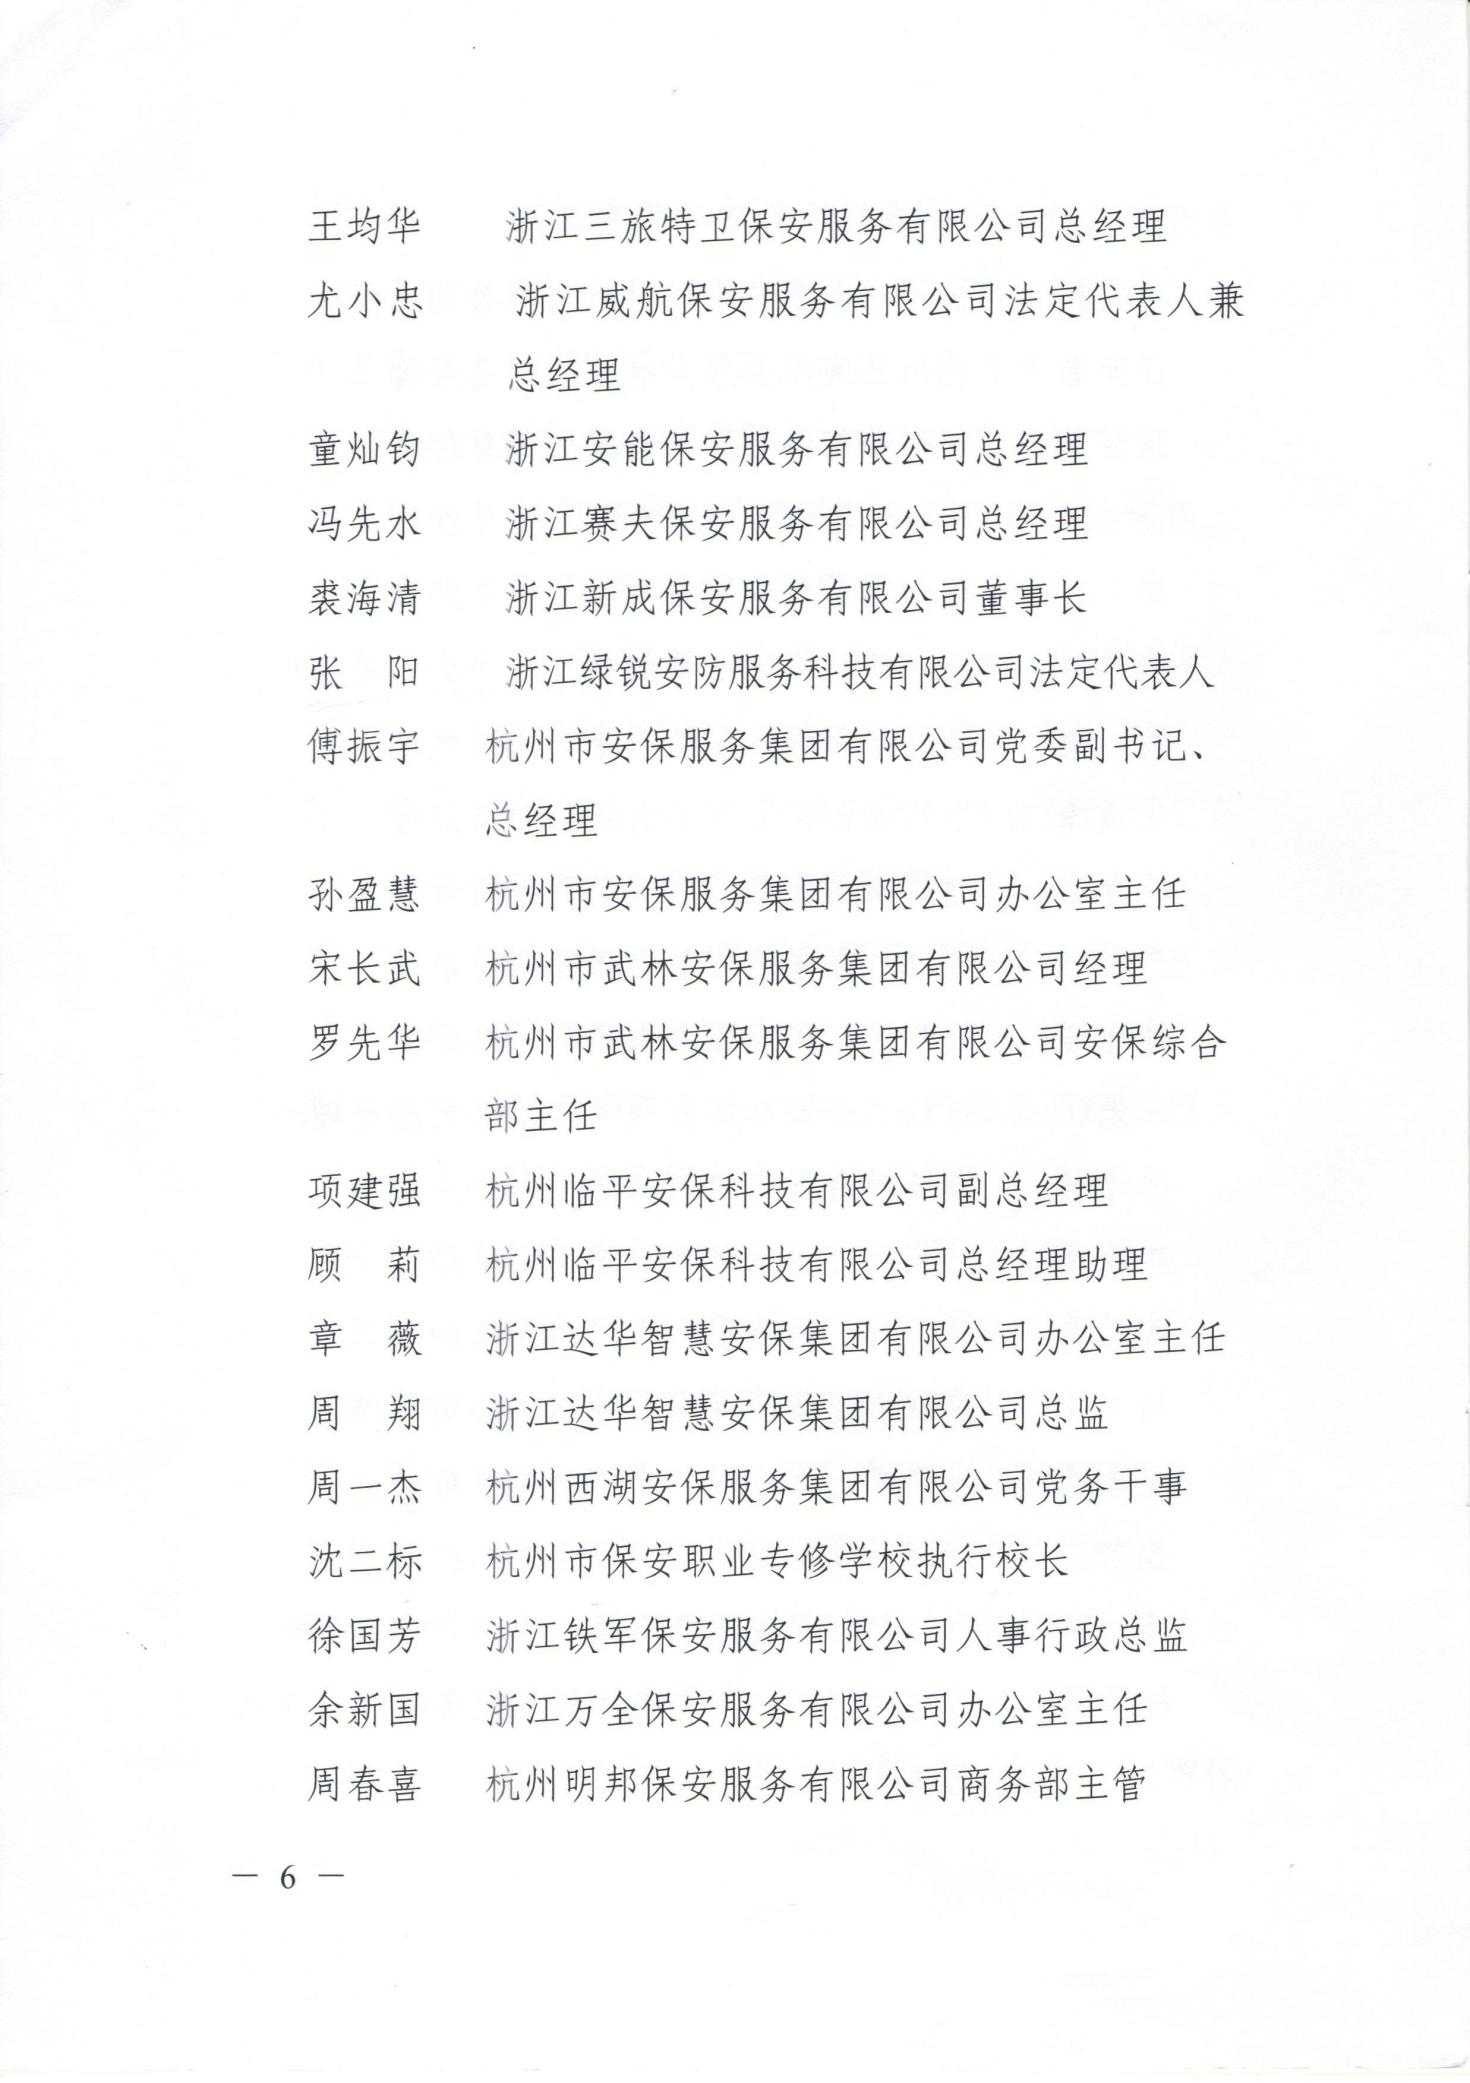 王均华 浙江三旅特卫保安服务有限公司总经理
尤小忠 浙江威航保安服务有限公司法定代表人兼
总经理
童灿钧 浙江安能保安服务有限公司总经理
冯先水 浙江赛夫保安服务有限公司总经理
裘海清 浙江新成保安服务有限公司董事长
张 阳 浙江绿锐安防服务科技有限公司法定代表人
傅振宇 杭州市安保服务集团有限公司党委副书记、
总经理
孙盈慧 杭州市安保服务集团有限公司办公室主任
宋长武 杭州市武林安保服务集团有限公司经理
罗先华 杭州市武林安保服务集团有限公司安保综合
部主任
项建强 杭州临平安保科技有限公司副总经理
顾 莉 杭州临平安保科技有限公司总经理助理
章 薇 浙江达华智慧安保集团有限公司办公室主任
周 翔 浙江达华智慧安保集团有限公司总监
周一杰 杭州西湖安保服务集团有限公司党务干事
沈二标 杭州市保安职业专修学校执行校长
徐国芳 浙江铁军保安服务有限公司人事行政总监
余新国 浙江万全保安服务有限公司办公室主任
周春喜 杭州明邦保安服务有限公司商务部主管
— 6 —